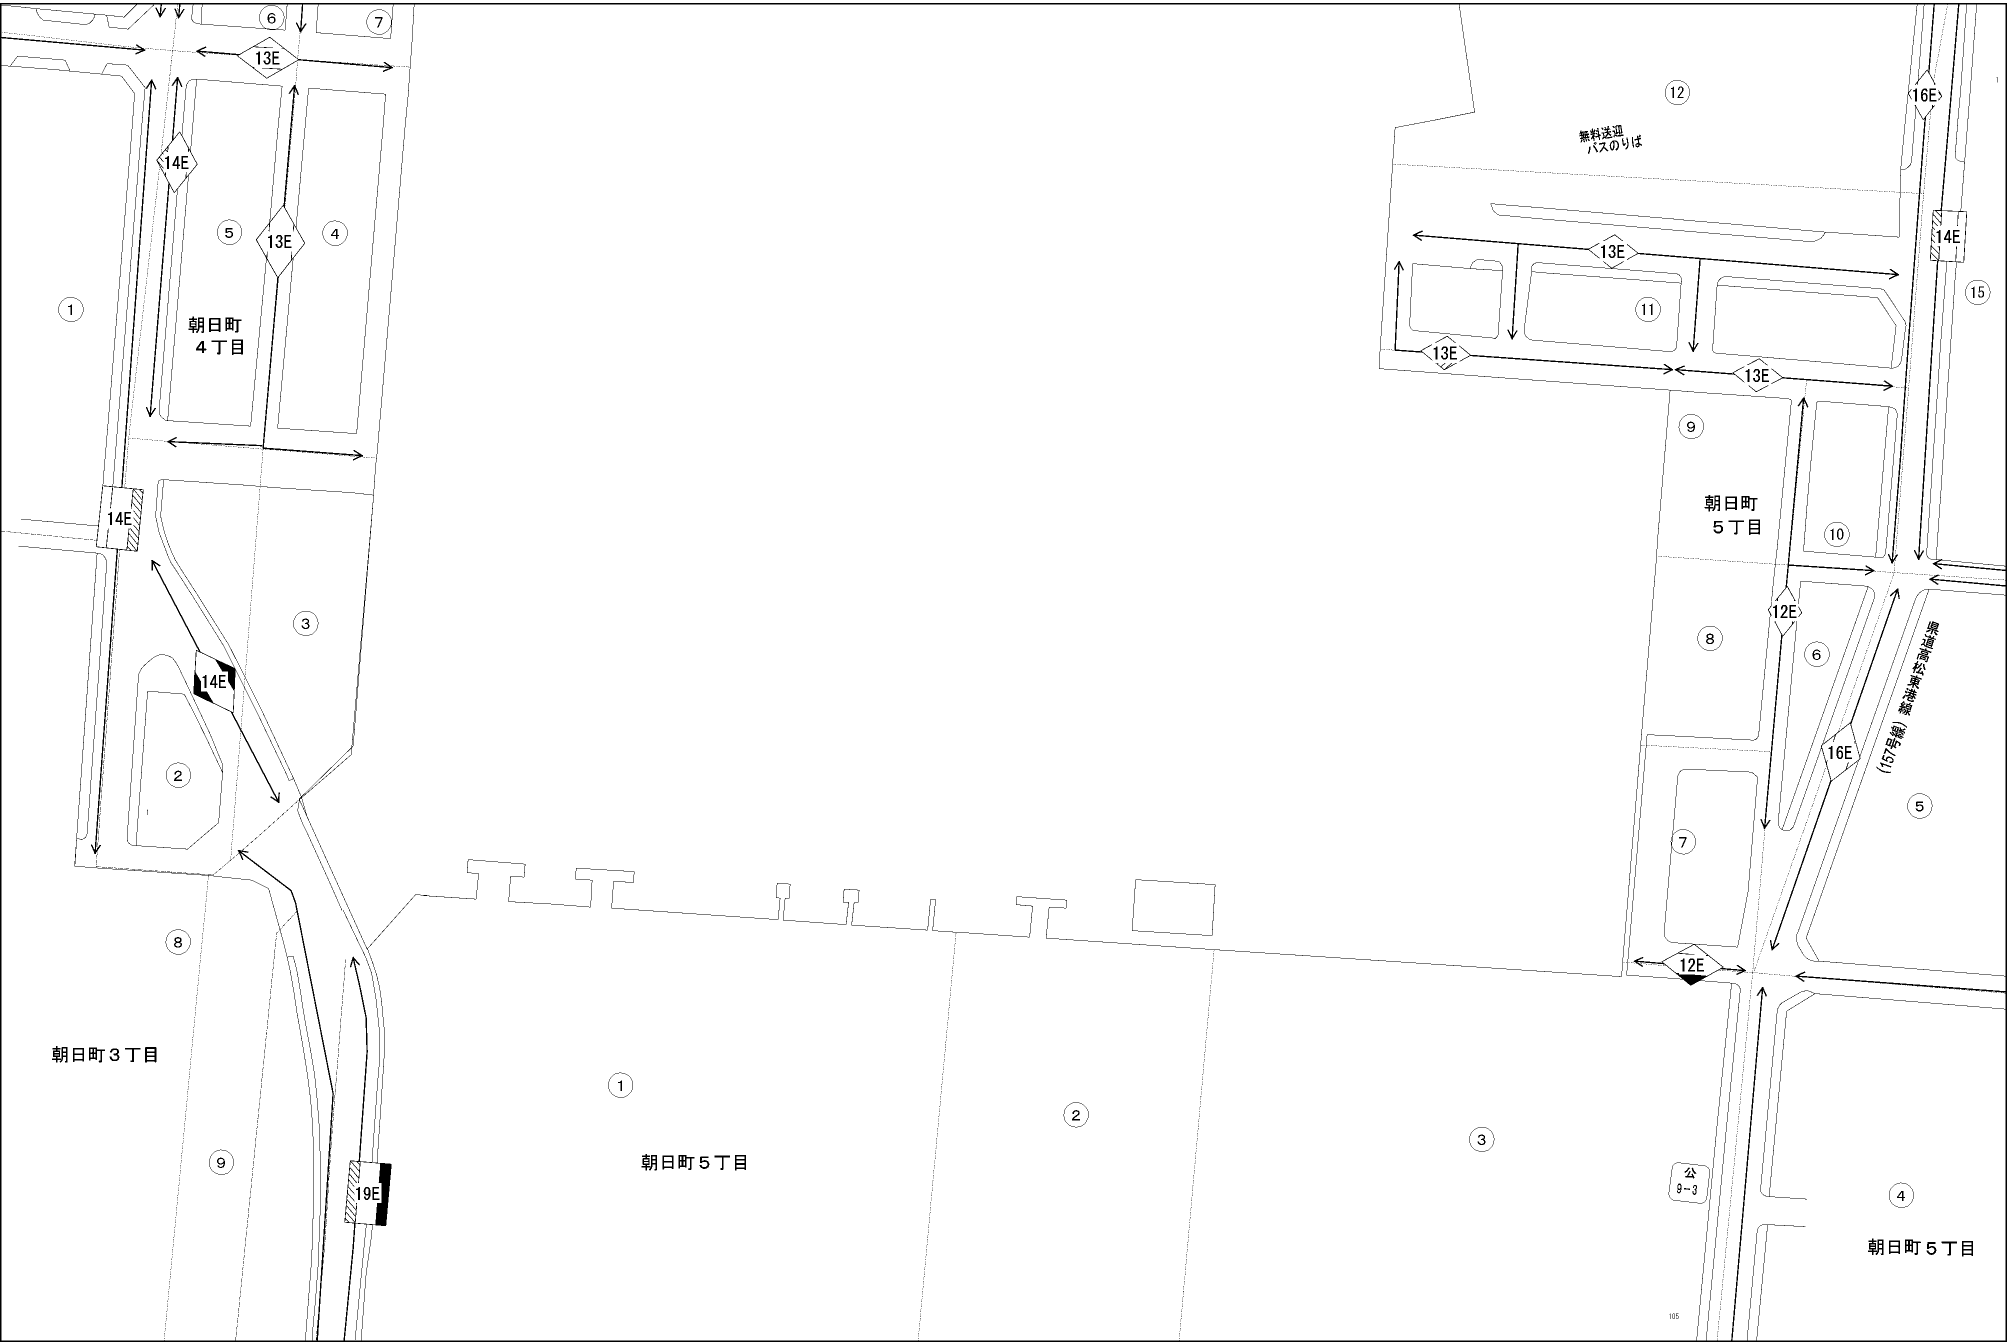 ⑥
⑦
13E
14E
⑤
13E
④
①
朝日町
4丁目
14E
③
14E
②
⑧
朝日町3丁目
⑨
19E
①
朝日町5丁目
②
③
⑫
無料送迎
バスのりば
16E
14E
⑮
13E
⑪
13E
13E
⑨
朝日町
5丁目
⑩
12E
⑧
⑥
県道高松東港線
(157号線)
16E
⑤
⑦
12E
公
9-3
④
朝日町5丁目
105